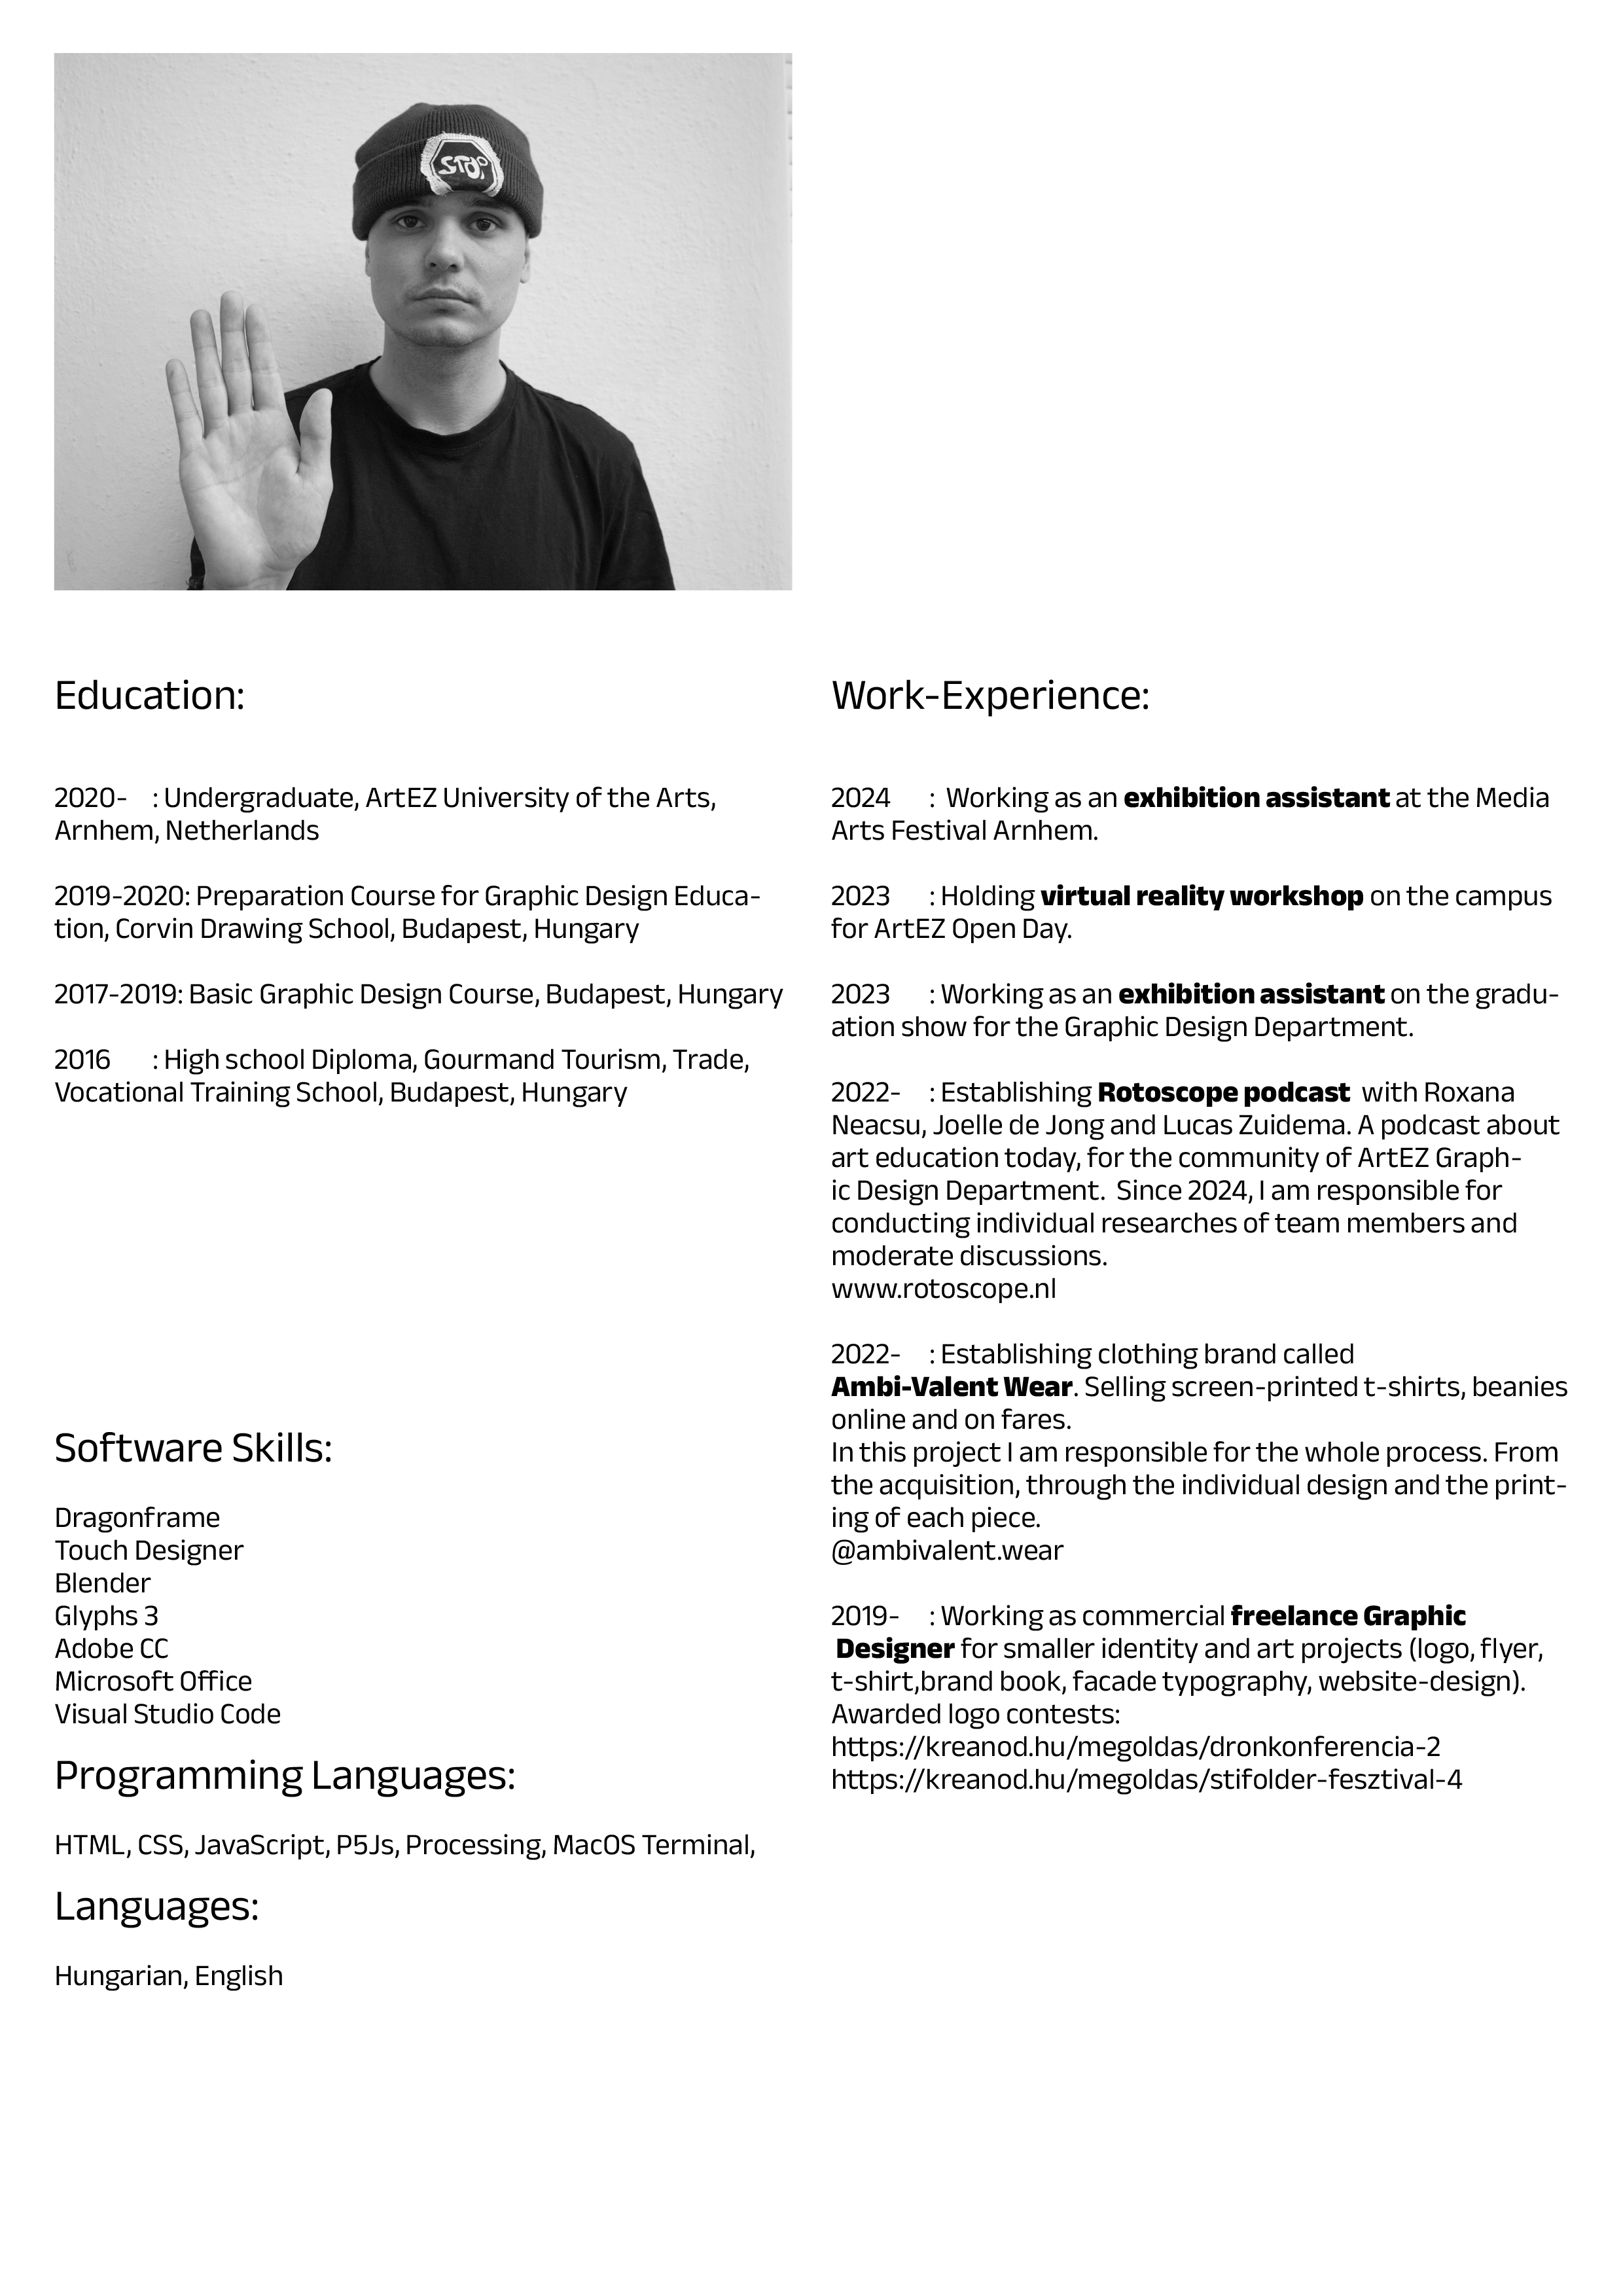 STOP
Education:
2020- : Undergraduate, ArtEZ University of the Arts,
Arnhem, Netherlands
2019-2020: Preparation Course for Graphic Design Educa-
tion, Corvin Drawing School, Budapest, Hungary
2017-2019: Basic Graphic Design Course, Budapest, Hungary
2016 : High school Diploma, Gourmand Tourism, Trade,
Vocational Training School, Budapest, Hungary
Software Skills:
Dragonframe
Touch Designer
Blender
Glyphs 3
Adobe CC
Microsoft Office
Visual Studio Code
Programming Languages:
HTML, CSS, JavaScript, P5Js, Processing, MacOS Terminal,
Languages:
Hungarian, English
Work-Experience:
2024 : Working as an exhibition assistant at the Media
Arts Festival Arnhem.
2023 : Holding virtual reality workshop on the campus
for ArtEZ Open Day.
2023 : Working as an exhibition assistant on the gradu-
ation show for the Graphic Design Department.
2022- : Establishing Rotoscope podcast with Roxana
Neacsu, Joelle de Jong and Lucas Zuidema. A podcast about
art education today, for the community of ArtEZ Graph-
ic Design Department. Since 2024, I am responsible for
conducting individual researches of team members and
moderate discussions.
www.rotoscope.nl
2022- : Establishing clothing brand called
Ambi-Valent Wear. Selling screen-printed t-shirts, beanies
online and on fares.
In this project I am responsible for the whole process. From
the acquisition, through the individual design and the print-
ing of each piece.
@ambivalent.wear
2019- : Working as commercial freelance Graphic
Designer for smaller identity and art projects (logo, flyer,
t-shirt,brand book, facade typography, website-design).
Awarded logo contests:
https://kreanod.hu/megoldas/dronkonferencia-2
https://kreanod.hu/megoldas/stifolder-fesztival-4